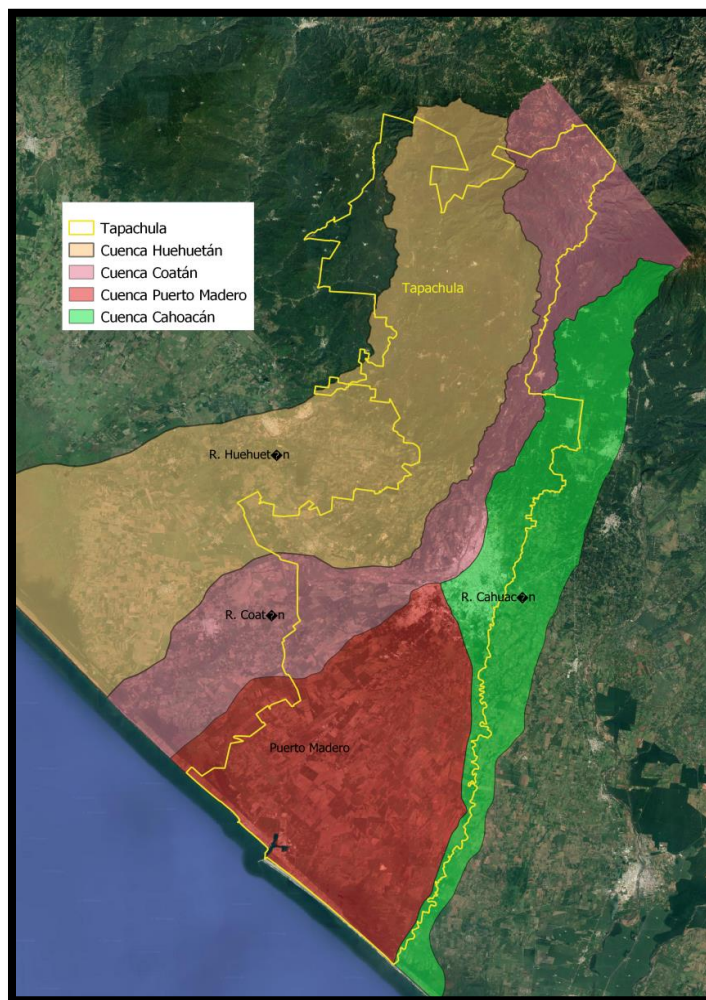 Tapachula
Cuenca Huehuetán
Cuenca Coatán
Cuenca Puerto Madero
Cuenca Cahoacán
Tapachula
R. Huehuet�n
R. Coat�n
R. Cahuac�n
Puerto Madero